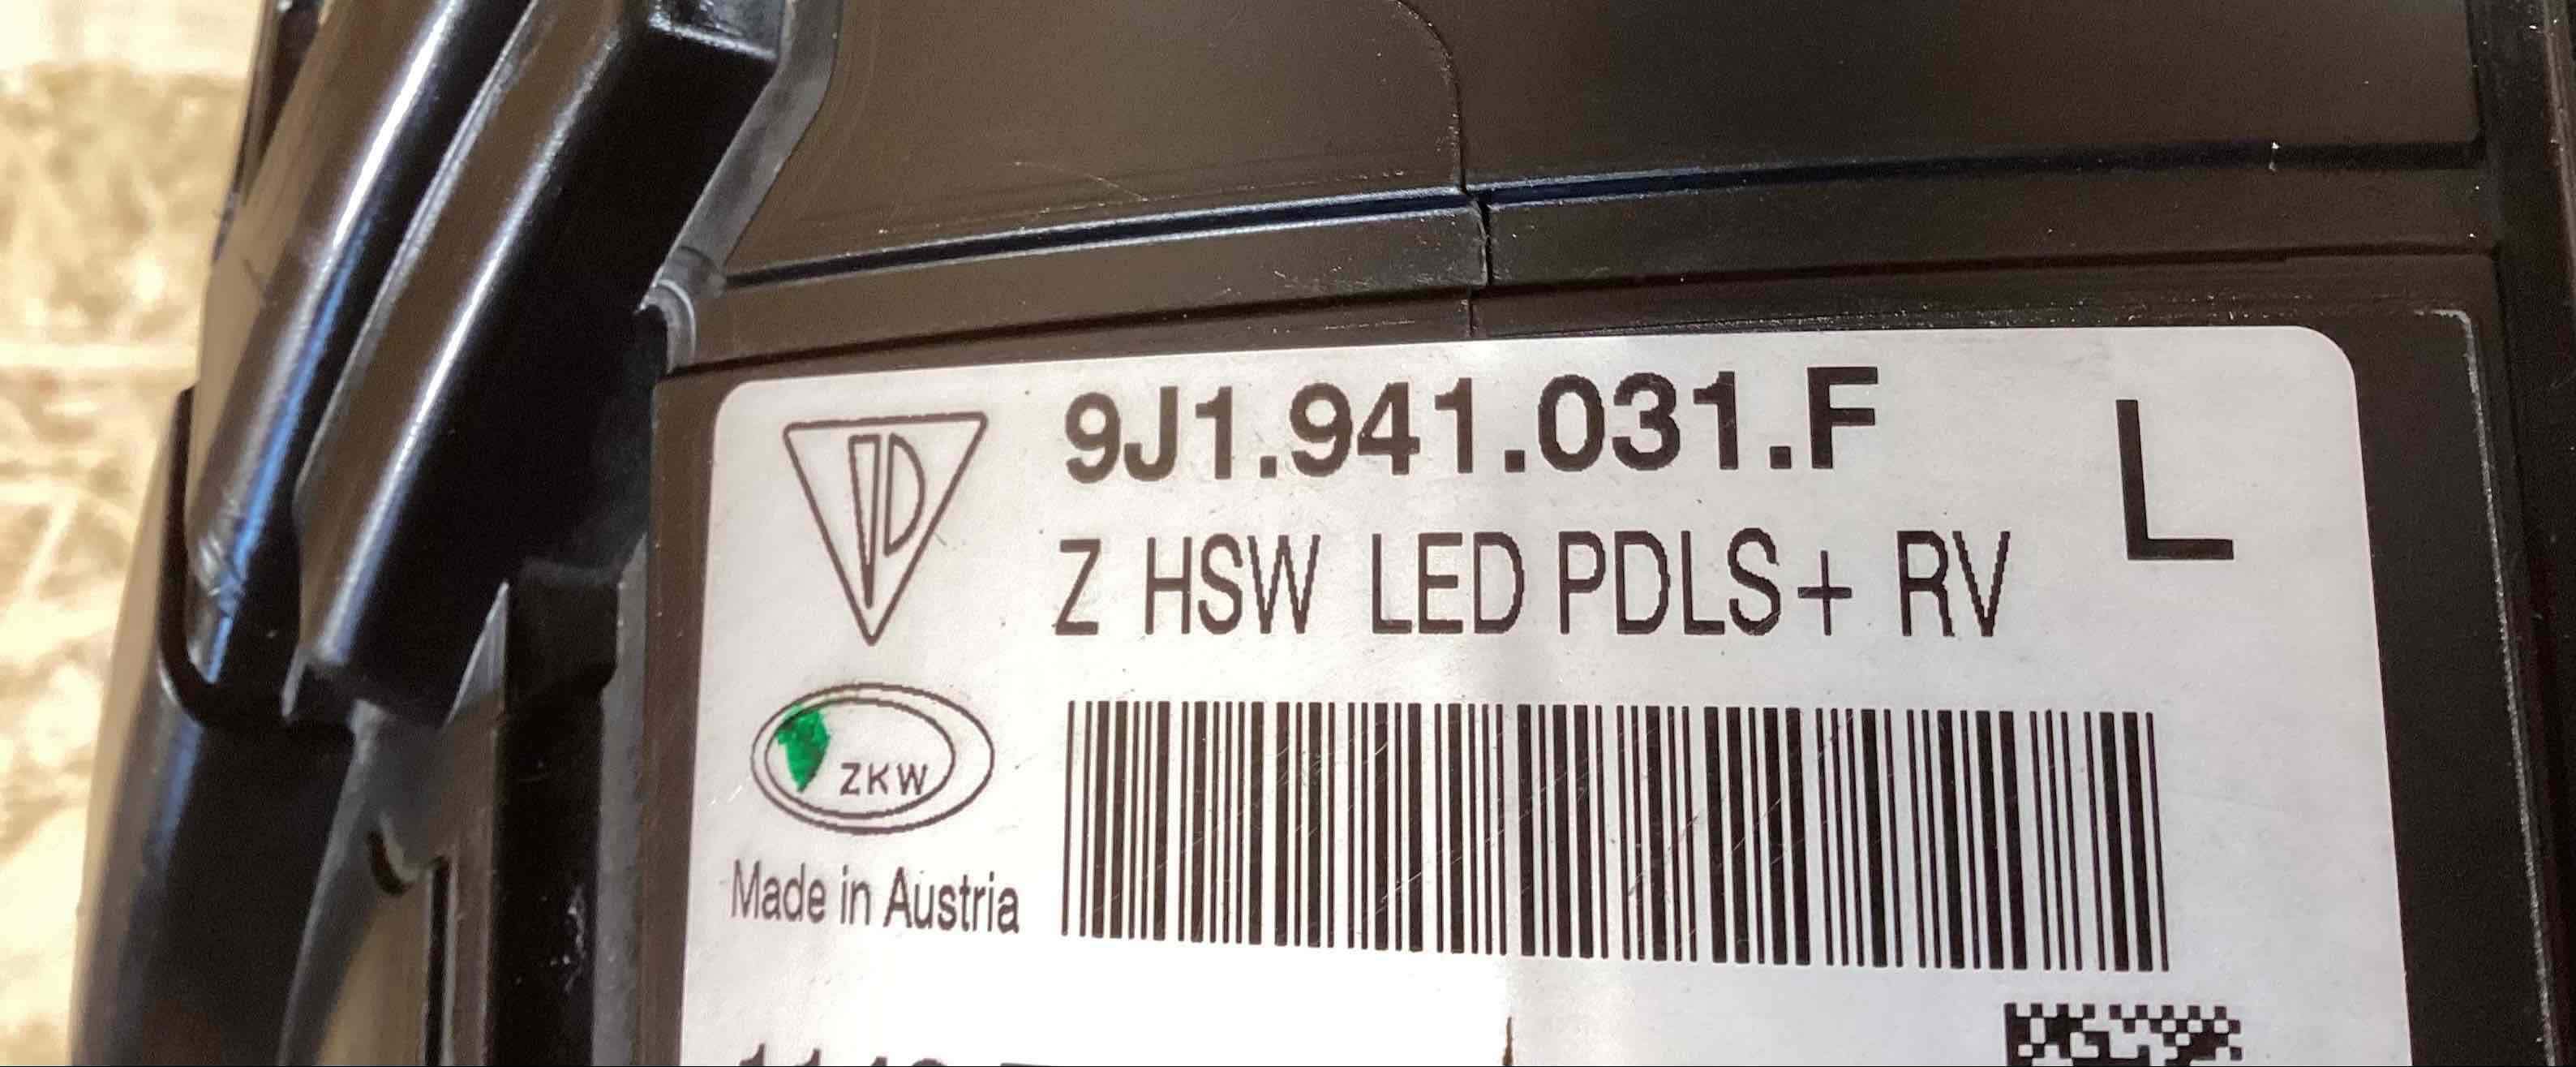 9J1.941.031.F
L
Z HSW LED PDLS+ RV
ZKW
Made in Austria